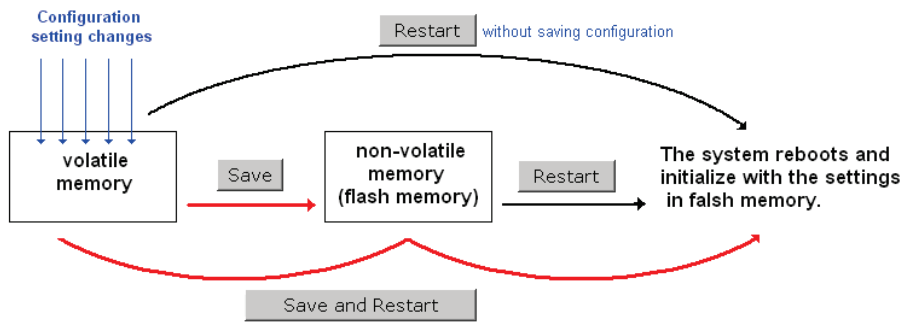 Configuration
setting changes
Restart
without saving configuration
volatile
memory
Save
non-volatile
memory
(flash memory)
Restart
The system reboots and
initialize with the settings
in falsh memory.
Save and Restart